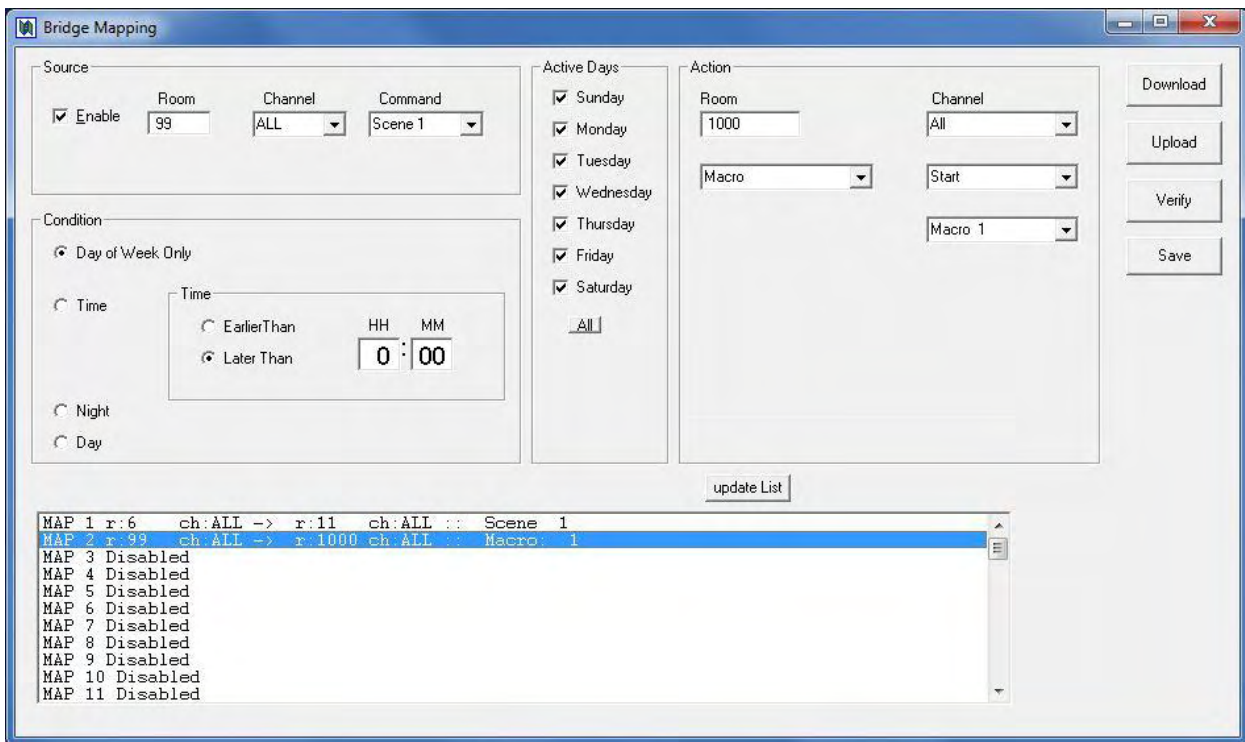 Bridge Mapping
Source
Enable
Room
99
Channel
ALL
Command
Scene 1
Condition
Day of Week Only
Time
Time
EarlierThan
Later Than
HH
MM
0 : 00
Night
Day
Active Days
Sunday
Monday
Tuesday
Wednesday
Thursday
Friday
Saturday
All
Action
Room
1000
Channel
All
Macro
Start
Macro 1
Download
Upload
Verify
Save
update List
MAP 1 r:6 ch:ALL -> r:11 ch:ALL :: Scene 1
MAP 2 r:99 ch:ALL -> r:1000 ch:ALL :: Macro: 1
MAP 3 Disabled
MAP 4 Disabled
MAP 5 Disabled
MAP 6 Disabled
MAP 7 Disabled
MAP 8 Disabled
MAP 9 Disabled
MAP 10 Disabled
MAP 11 Disabled